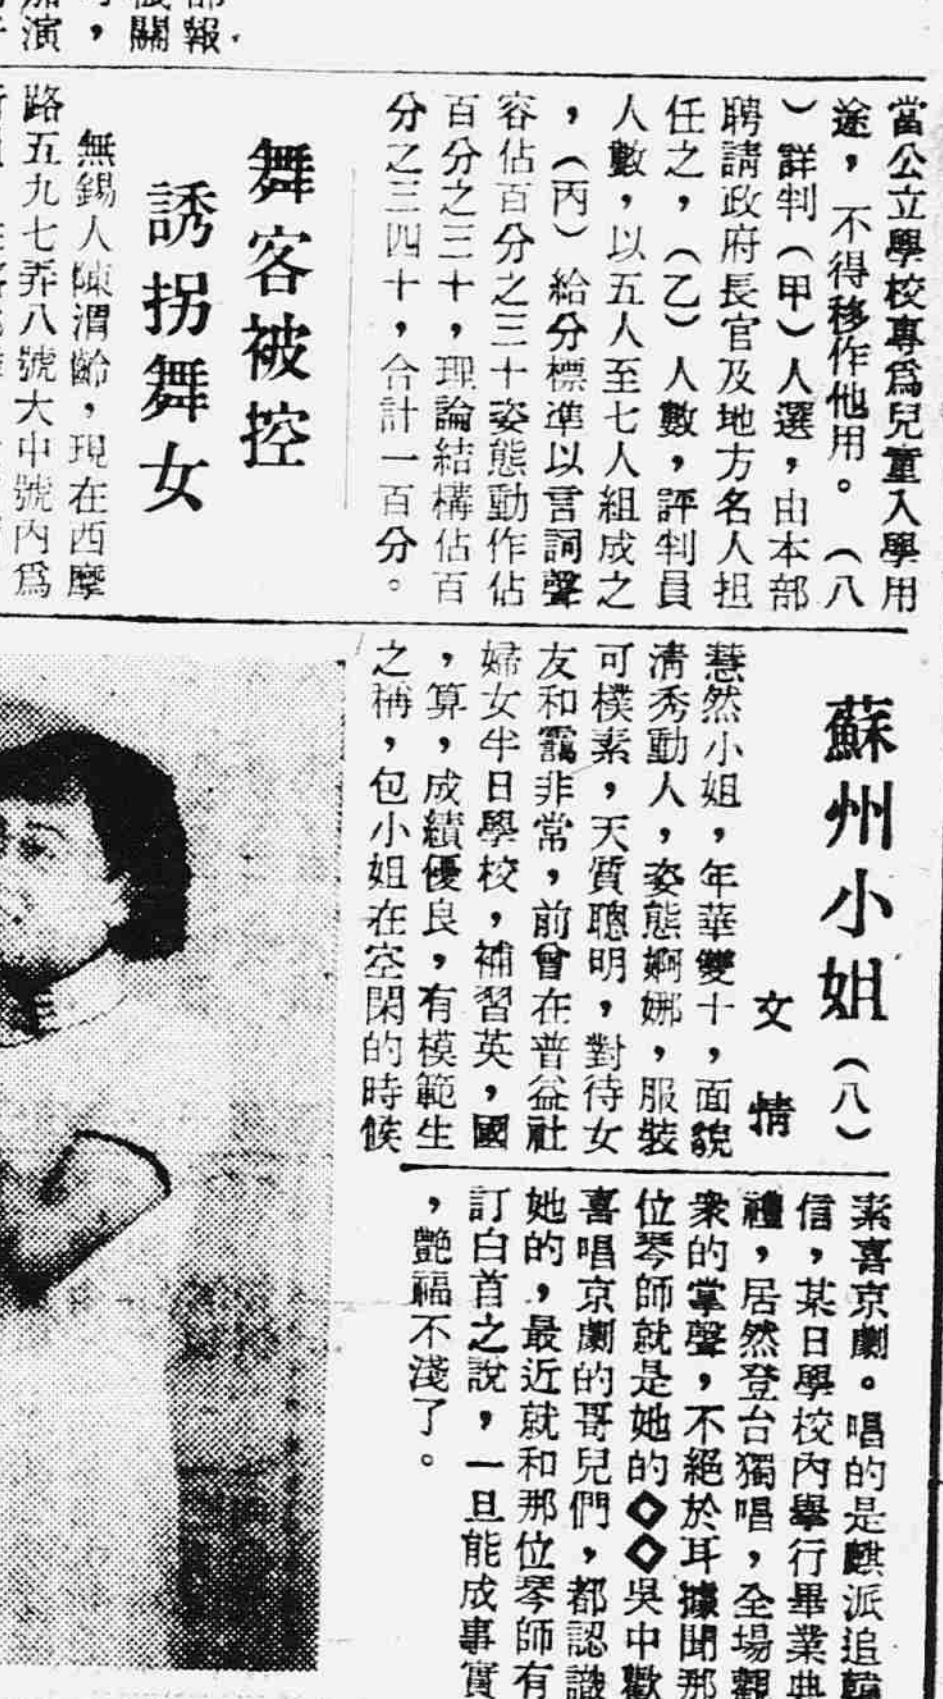 部報.
機關
，
加演
當公立學校專爲兒童入學用
途，不得移作他用。（八
）詳判（甲）人選，由本部
聘請政府長官及地方名人担
任之，（乙）人數，評判員
人數，以五人至七人組成之
，（丙）給分標準以言詞聲
容佔百分之三十姿態動作佔
百分之三十，理論結構佔百
分之三四十，合計一百分。
舞客被控
誘拐舞女
無錫人陳渭齡，現在西摩
路五九七弄八號大中號內爲
蘇州小姐（八）
文情
慧然小姐，年華雙十，面貌
淸秀動人，姿態婀娜，服裝
可樸素，天質聰明，對待女
友和靄非常，前曾在普益社
婦女半日學校，補習英，國
，算，成績優良，有模範生
之稱，包小姐在空閑的時候
素喜京劇。唱的是麒派追韓
信，某日學校內舉行畢業典
禮，居然登台獨唱，全場觀
衆的掌聲，不絕於耳據聞那
位琴師就是她的◇◇吳中歡
喜唱京劇的哥兒們，都認識
她的，最近就和那位琴師有
訂白首之說，一旦能成事實
，艷福不淺了。